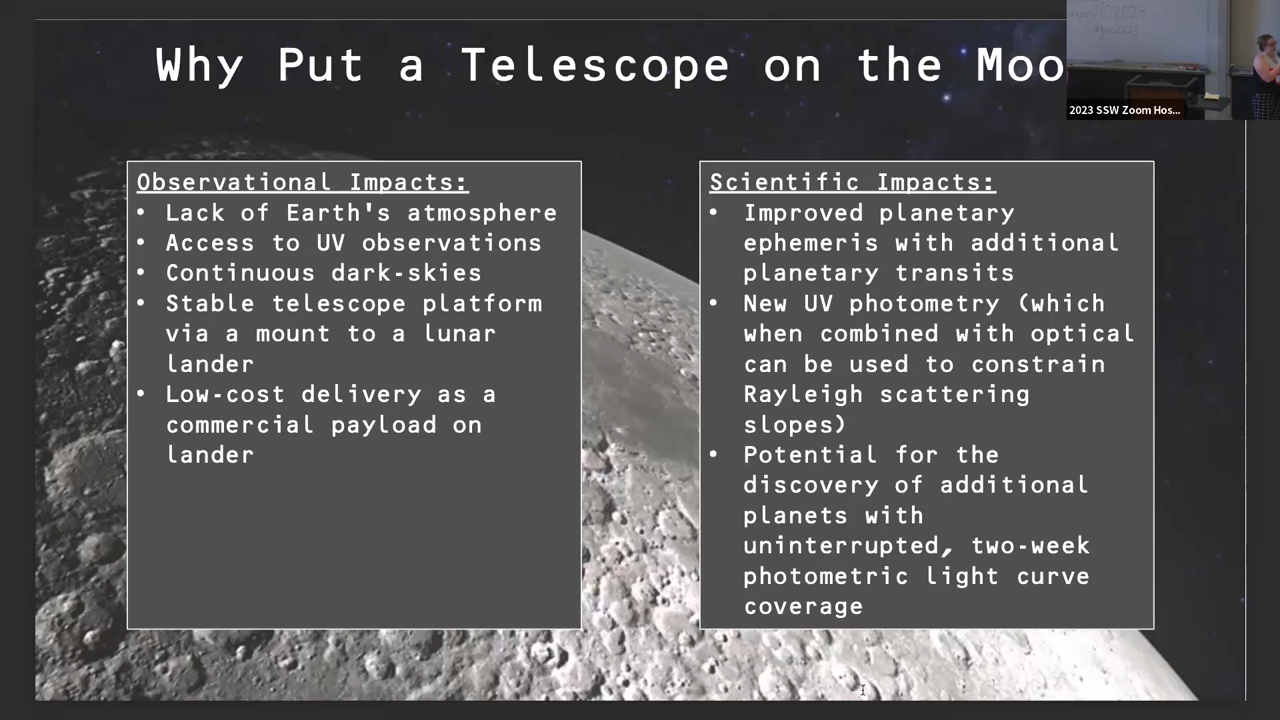 Why Put a Telescope on the Moo
2023 SSW Zoom Hos...
Observational Impacts:
• Lack of Earth's atmosphere
• Access to UV observations
• Continuous dark-skies
• Stable telescope platform
via a mount to a lunar
lander
• Low-cost delivery as a
commercial payload on
lander
Scientific Impacts:
• Improved planetary
ephemeris with additional
planetary transits
• New UV photometry (which
when combined with optical
can be used to constrain
Rayleigh scattering
slopes)
• Potential for the
discovery of additional
planets with
uninterrupted, two-week
photometric light curve
coverage